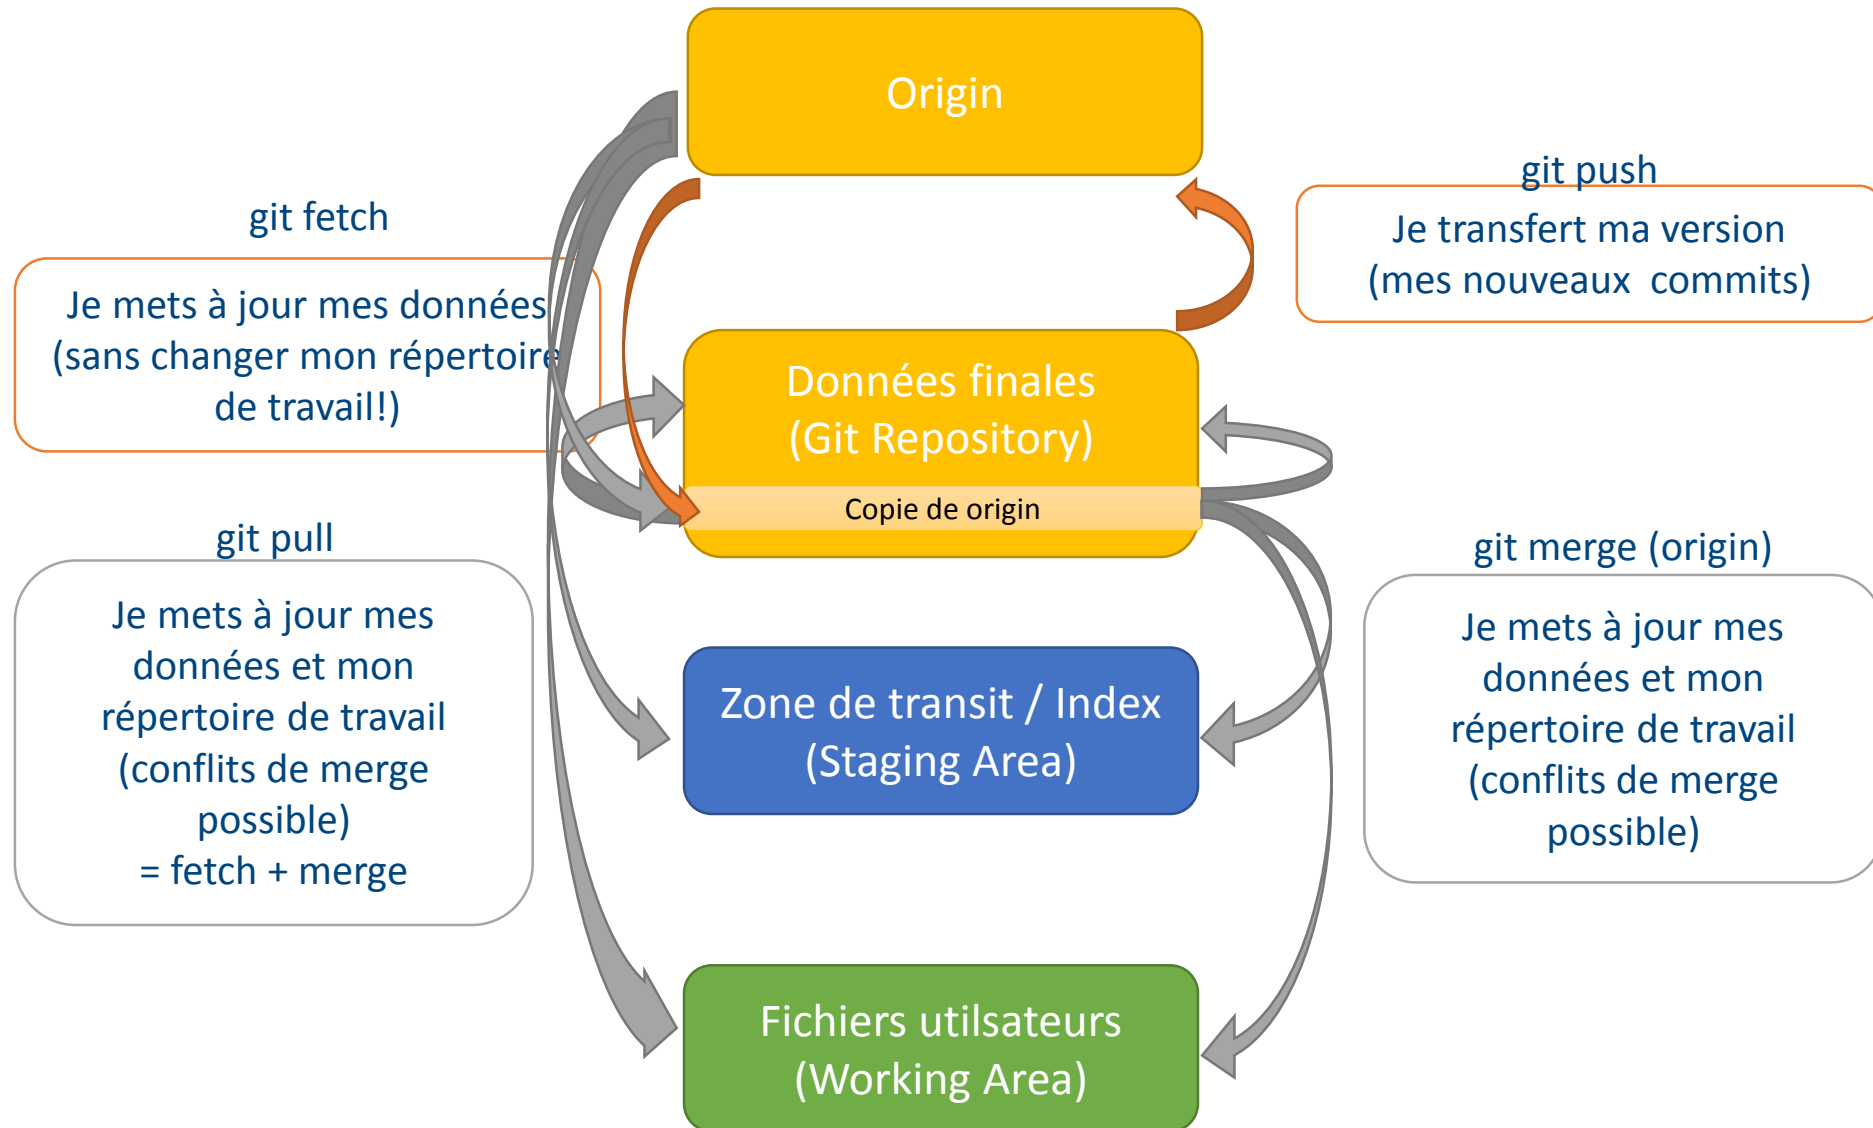 Origin
git fetch
Je mets à jour mes données
(sans changer mon répertoire
de travail!)
git push
Je transfert ma version
(mes nouveaux  commits)
Données finales
(Git Repository)
Copie de origin
git pull
Je mets à jour mes
données et mon
répertoire de travail
(conflits de merge
possible)
= fetch + merge
git merge (origin)
Je mets à jour mes
données et mon
répertoire de travail
(conflits de merge
possible)
Zone de transit / Index
(Staging Area)
Fichiers utilsateurs
(Working Area)